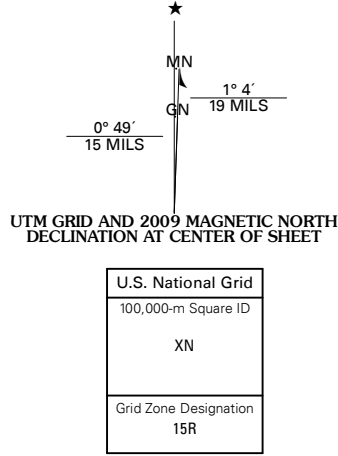 MN
1° 4´
19 MILS
GN
0° 49´
15 MILS
UTM GRID AND 2009 MAGNETIC NORTH
DECLINATION AT CENTER OF SHEET
U.S. National Grid
100,000-m Square ID
XN
Grid Zone Designation
15R